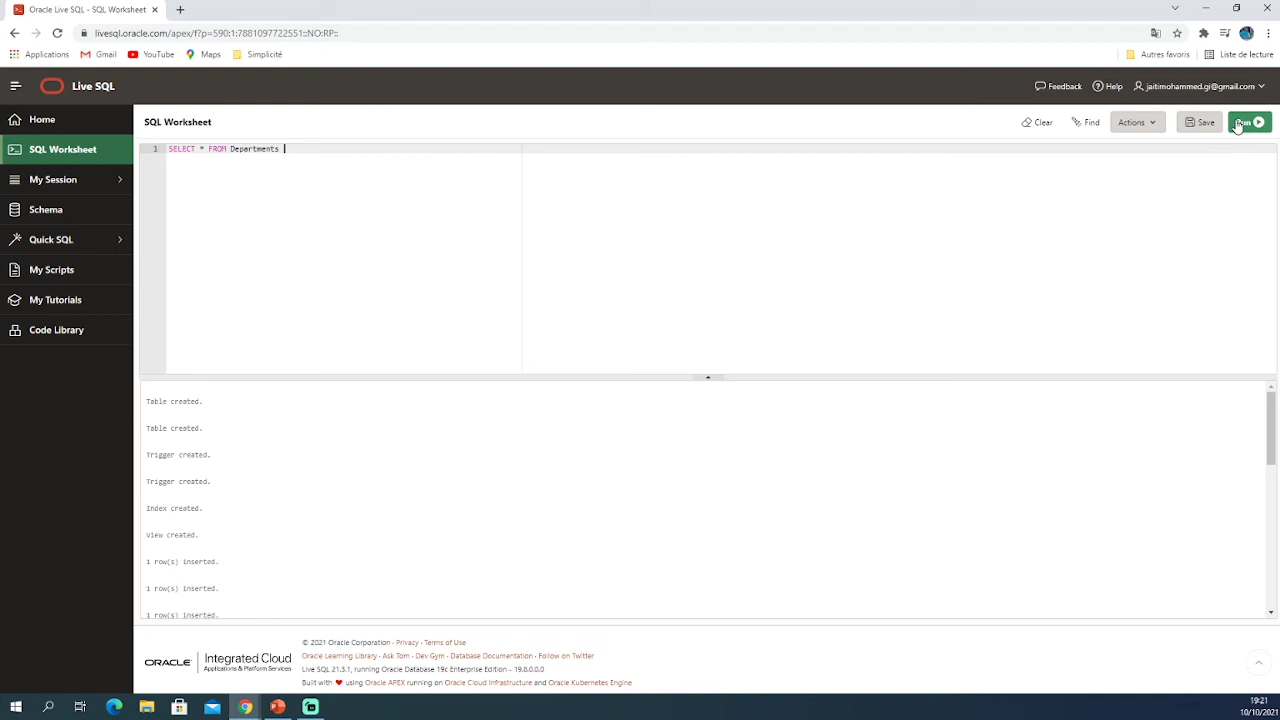 Oracle Live SQL - SQL Worksheet
livesql.oracle.com/apex/f?p=590:1:7881097722551::NO:RP::
Applications Gmail YouTube Maps Simplicité Autres favoris Liste de lecture
Live SQL Feedback Help jaitimohammed.gi@gmail.com
Home
SQL Worksheet
My Session
Schema
Quick SQL
My Scripts
My Tutorials
Code Library
SQL Worksheet Clear Find Actions Save
1 SELECT * FROM Departments
Table created.
Table created.
Trigger created.
Trigger created.
Index created.
View created.
1 row(s) inserted.
1 row(s) inserted.
1 row(s) inserted.
ORACLE Integrated Cloud
Applications & Platform Services
© 2021 Oracle Corporation · Privacy · Terms of Use
Oracle Learning Library · Ask Tom · Dev Gym · Database Documentation · Follow on Twitter
Live SQL 21.3.1, running Oracle Database 19c Enterprise Edition - 19.8.0.0.0
Built with ❤ using Oracle APEX running on Oracle Cloud Infrastructure and Oracle Kubernetes Engine
19:21
10/10/2021